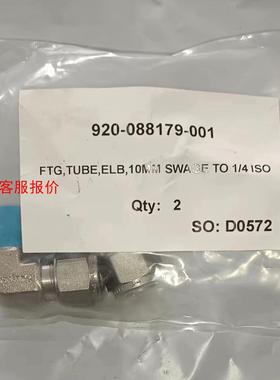 920-088179-001
FTG,TUBE,ELB,10MM SWAGE TO 1/4 ISO
客服报价
Qty: 2
SO: D0572